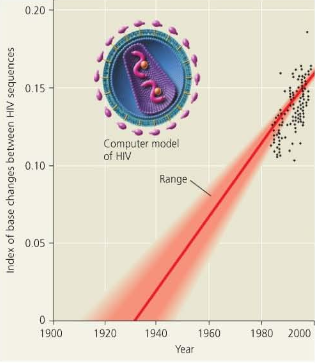 Index of base changes between HIV sequences
0.20
0.15
0.10
0.05
0
Computer model
of HIV
Range
1900
1920
1940
1960
1980
2000
Year